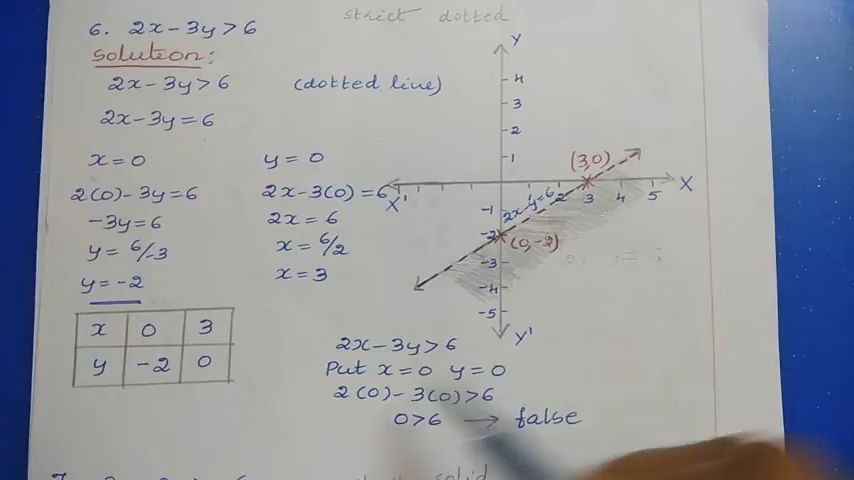 strict dotted
6. 2x-3y>6
Solution:
2x-3y>6 (dotted line)
2x-3y=6
x=0
2(0)-3y=6
-3y=6
y=6/-3
y=-2
y=0
2x-3(0)=6
2x=6
x=6/2
x=3
x 0 3
y -2 0
Y
4
3
2
1
(3,0)
X' X
2 3 4 5
2x-y=6
-1
-2
(0,-2)
-3
-4
-5
Y'
2x-3y>6
Put x=0 y=0
2(0)-3(0)>6
0>6 → false
solid